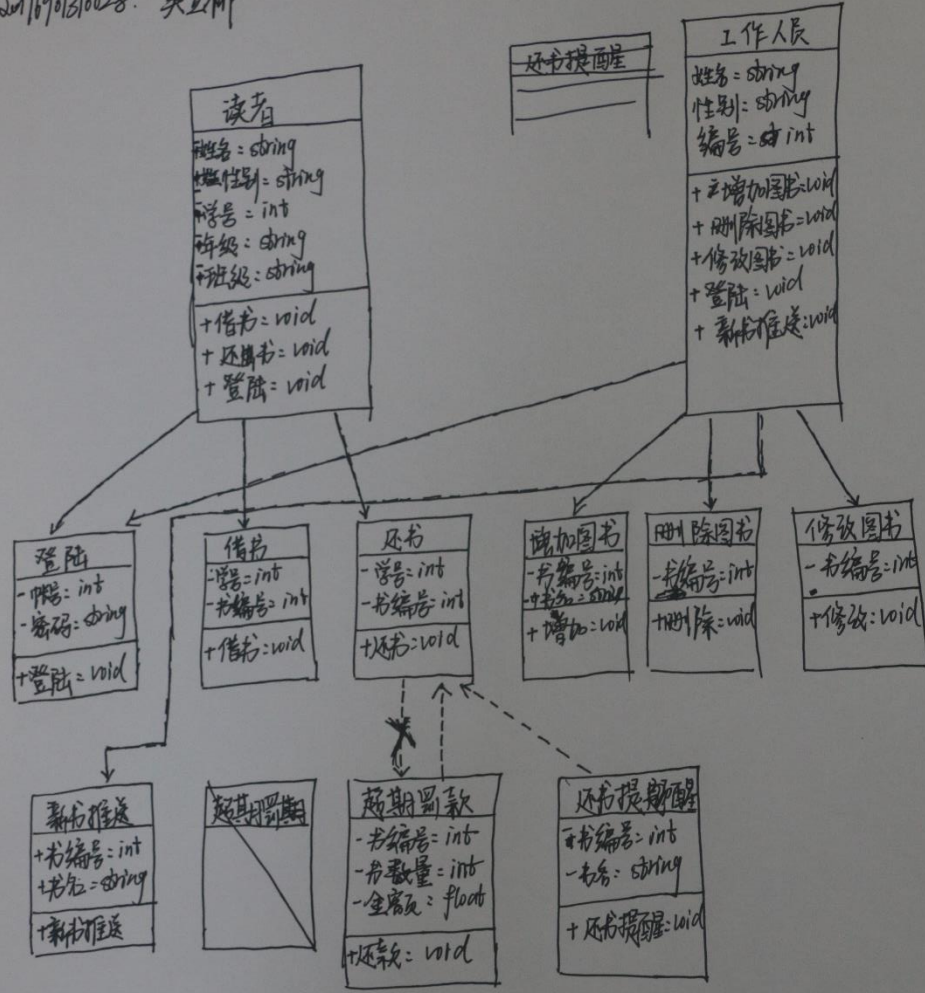 读者
+姓名：string
+性别：string
+学号：int
+年级：string
+班级：string
+借书：void
+还书：void
+登陆：void
还书提醒
工作人员
姓名：string
性别：string
编号：int
+增加图书：void
+删除图书：void
+修改图书：void
+登陆：void
+新书推送：void
登陆
-帐号：int
-密码：string
+登陆：void
借书
-学号：int
-书编号：int
+借书：void
还书
-学号：int
-书编号：int
+还书：void
增加图书
-书编号：int
+书名：string
+增加：void
删除图书
-书编号：int
+删除：void
修改图书
-书编号：int
+修改：void
新书推送
+书编号：int
+书名：string
+新书推送
超期罚期
超期罚款
-书编号：int
-书数量：int
-金额：float
+还款：void
还书提醒
+书编号：int
-书名：string
+还书提醒：void